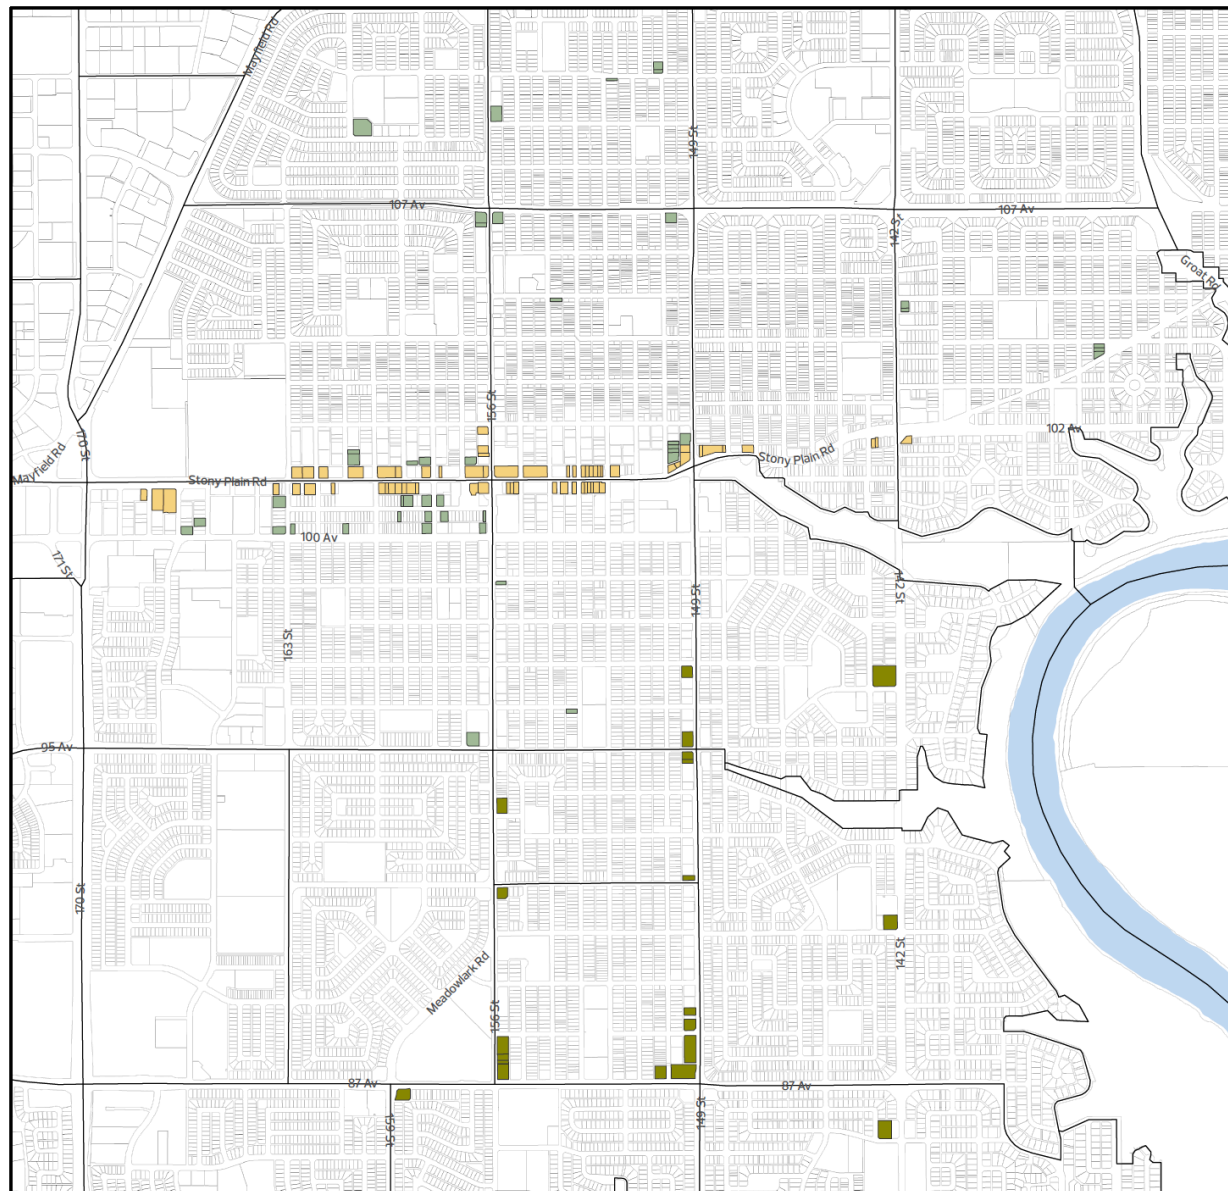 Mayfield Rd
149 St
107 Av
107 Av
142 St
Groat Rd
156 St
102 Av
170 St
Mayfield Rd
Stony Plain Rd
Stony Plain Rd
100 Av
171 St
142 St
149 St
163 St
95 Av
170 St
142 St
Meadowlark Rd
156 St
87 Av
87 Av
149 St
159 St